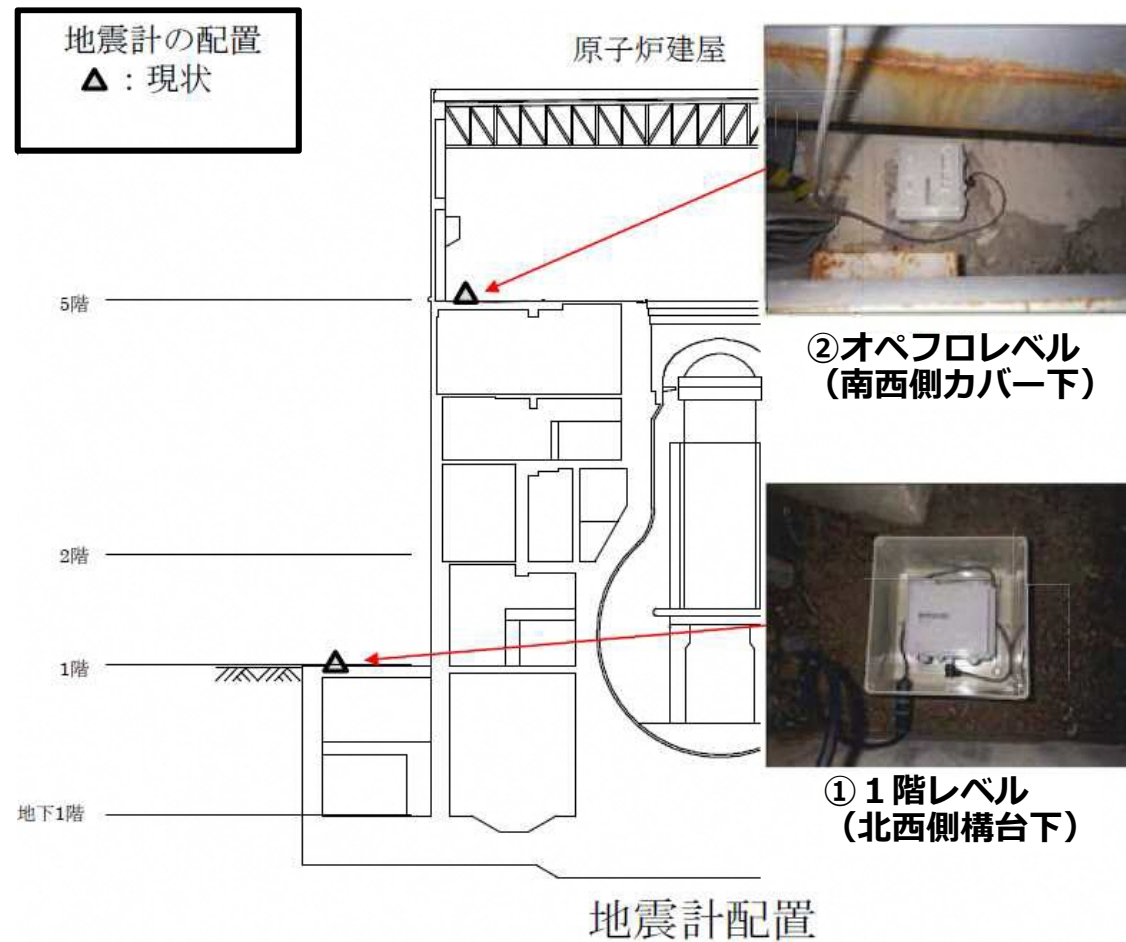 地震計の配置
△：現状
原子炉建屋
5階
②オペフロレベル
（南西側カバー下）
2階
1階
①１階レベル
（北西側構台下）
地下1階
地震計配置